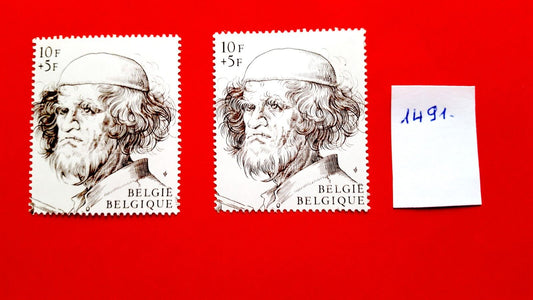 10F
+5F
BELGIË
BELGIQUE
10F
+5F
BELGIË
BELGIQUE
1491-